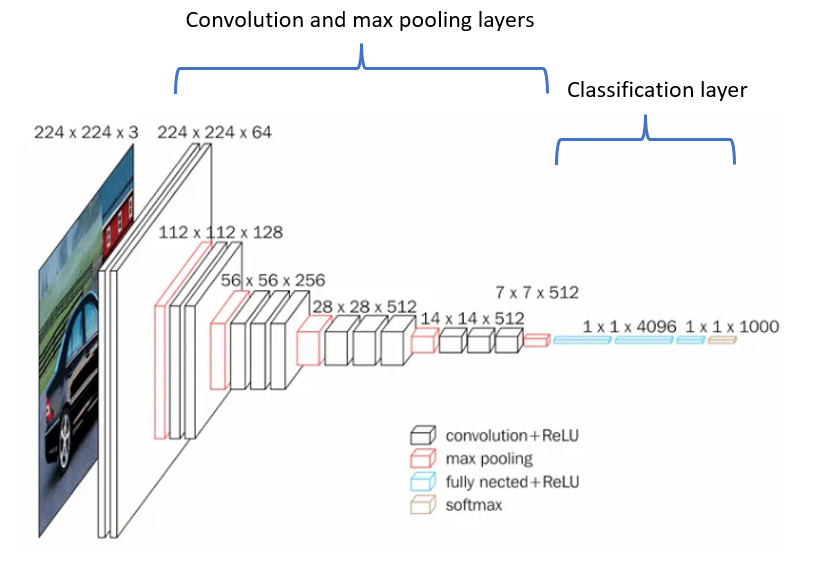 Convolution and max pooling layers
Classification layer
224 x 224 x 3
224 x 224 x 64
112 x 112 x 128
56 x 56 x 256
28 x 28 x 512
14 x 14 x 512
7 x 7 x 512
1 x 1 x 4096
1 x 1 x 1000
convolution+ReLU
max pooling
fully nected+ReLU
softmax